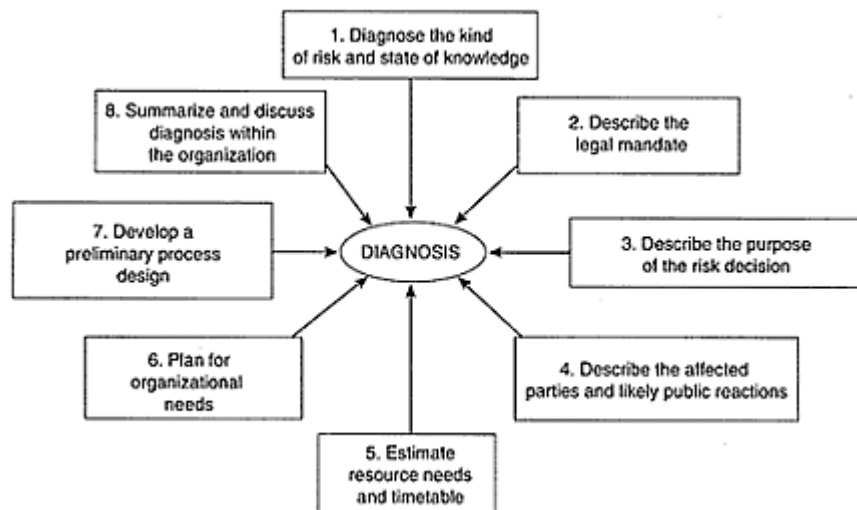 1. Diagnose the kind
of risk and state of knowledge
2. Describe the
legal mandate
3. Describe the purpose
of the risk decision
4. Describe the affected
parties and likely public reactions
5. Estimate
resource needs
and timetable
6. Plan for
organizational
needs
7. Develop a
preliminary process
design
8. Summarize and discuss
diagnosis within
the organization
DIAGNOSIS